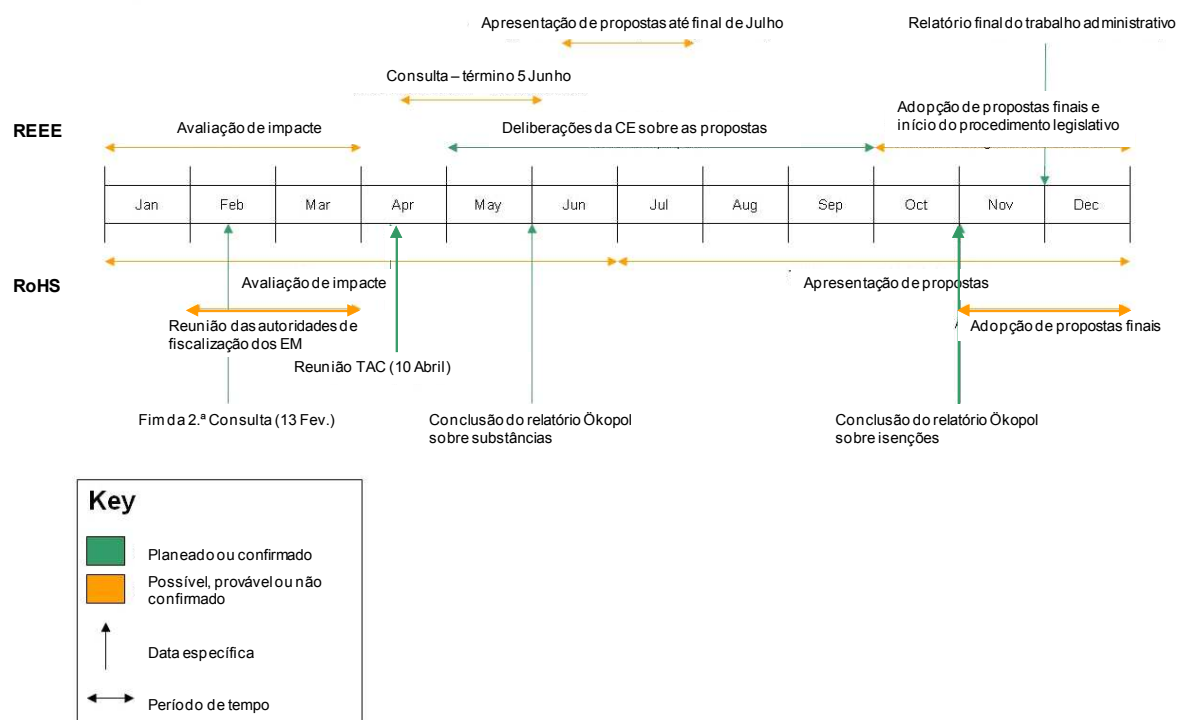 Apresentação de propostas até final de Julho
Relatório final do trabalho administrativo
Consulta – término 5 Junho
REEE
Avaliação de impacte
Deliberações da CE sobre as propostas
Adopção de propostas finais e
início do procedimento legislativo
Jan Feb Mar Apr May Jun Jul Aug Sep Oct Nov Dec
RoHS
Avaliação de impacte
Apresentação de propostas
Reunião das autoridades de
fiscalização dos EM
Adopção de propostas finais
Reunião TAC (10 Abril)
Fim da 2.ª Consulta (13 Fev.)
Conclusão do relatório Ökopol
sobre substâncias
Conclusão do relatório Ökopol
sobre isenções
Key
Planeado ou confirmado
Possível, provável ou não
confirmado
Data específica
Período de tempo